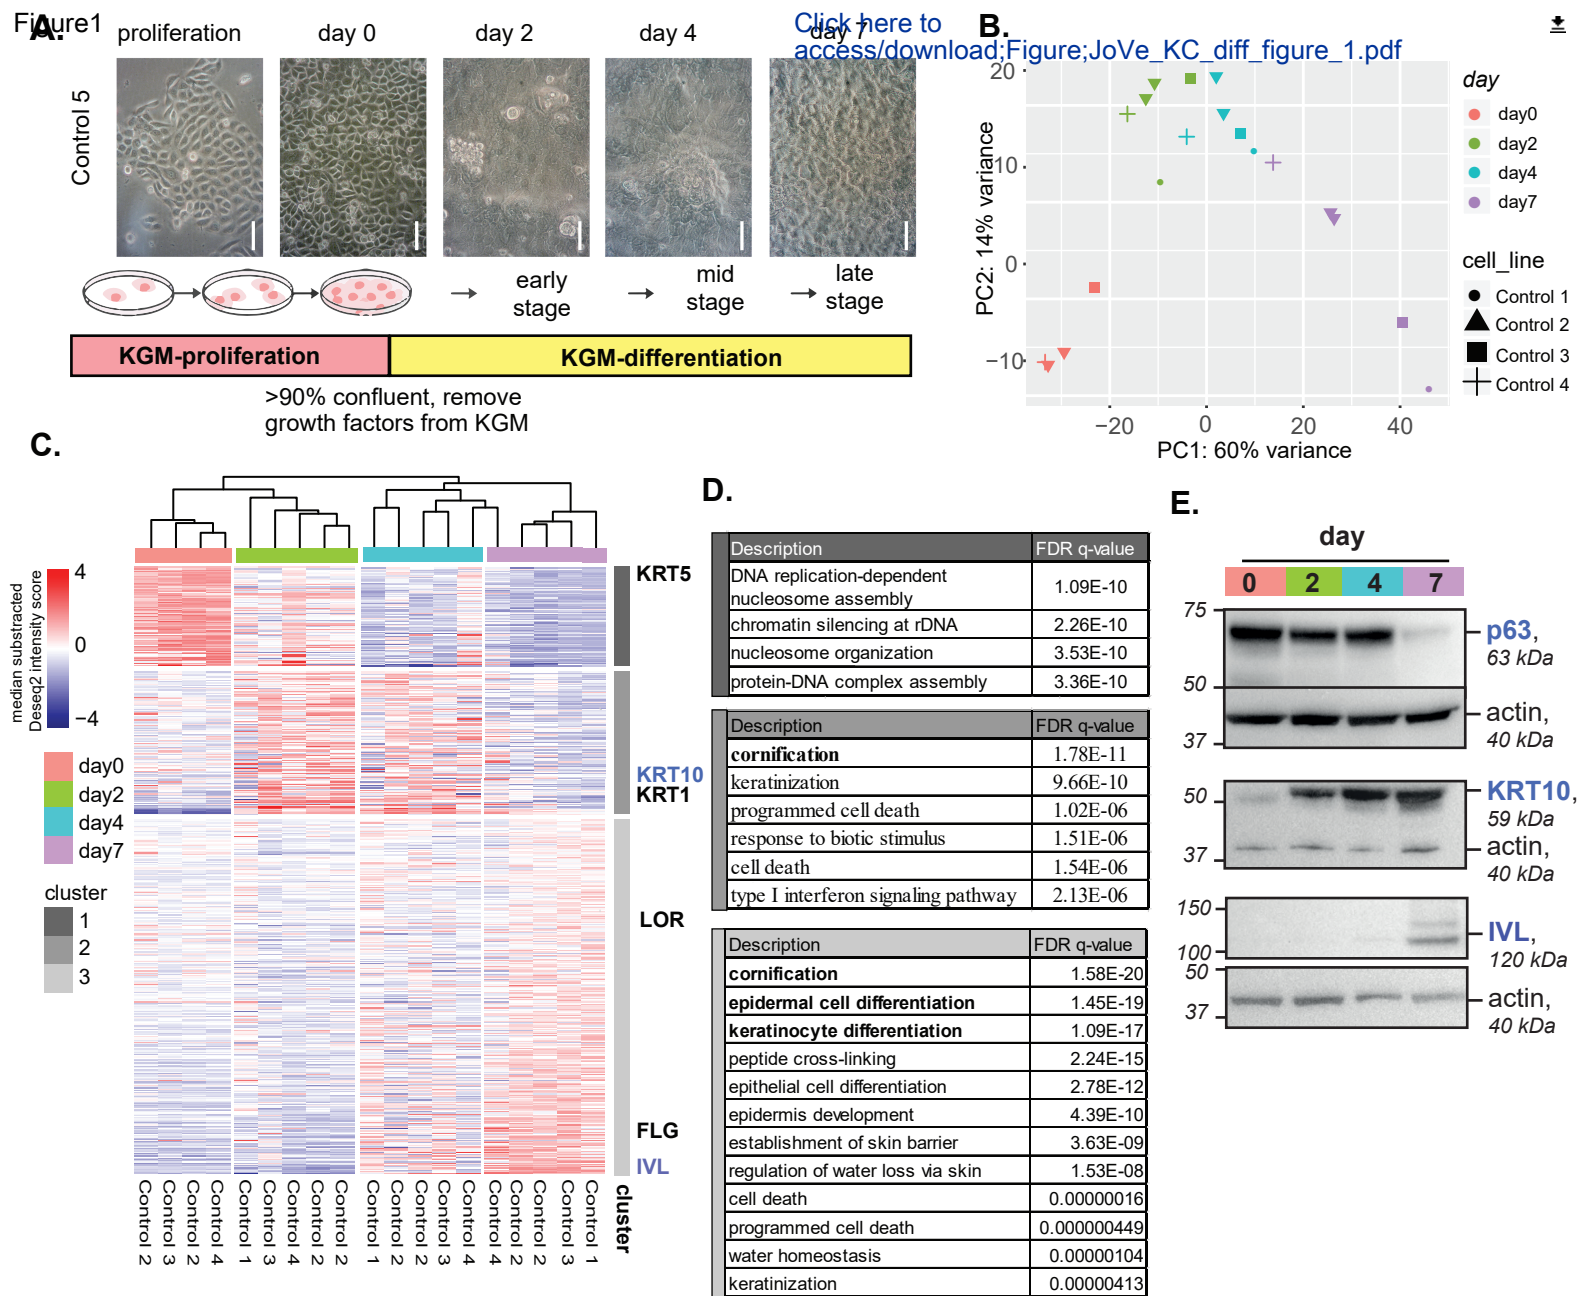 Figure1
A.
Click here to
access/download;Figure;JoVe_KC_diff_figure_1.pdf
proliferation
day 0
day 2
day 4
day 7
Control 5
early
stage
mid
stage
late
stage
KGM-proliferation
KGM-differentiation
>90% confluent, remove
growth factors from KGM
B.
20
10
0
−10
PC2: 14% variance
−20
0
20
40
PC1: 60% variance
day
day0
day2
day4
day7
cell_line
Control 1
Control 2
Control 3
Control 4
C.
median substracted
Deseq2 intensity score
4
0
−4
day0
day2
day4
day7
cluster
1
2
3
KRT5
KRT10
KRT1
LOR
FLG
IVL
cluster
Control 2
Control 3
Control 2
Control 4
Control 1
Control 3
Control 4
Control 2
Control 2
Control 1
Control 2
Control 2
Control 3
Control 4
Control 4
Control 2
Control 2
Control 3
Control 1
D.
Description FDR q-value
DNA replication-dependent
nucleosome assembly 1.09E-10
chromatin silencing at rDNA 2.26E-10
nucleosome organization 3.53E-10
protein-DNA complex assembly 3.36E-10
Description FDR q-value
cornification 1.78E-11
keratinization 9.66E-10
programmed cell death 1.02E-06
response to biotic stimulus 1.51E-06
cell death 1.54E-06
type I interferon signaling pathway 2.13E-06
Description FDR q-value
cornification 1.58E-20
epidermal cell differentiation 1.45E-19
keratinocyte differentiation 1.09E-17
peptide cross-linking 2.24E-15
epithelial cell differentiation 2.78E-12
epidermis development 4.39E-10
establishment of skin barrier 3.63E-09
regulation of water loss via skin 1.53E-08
cell death 0.00000016
programmed cell death 0.000000449
water homeostasis 0.00000104
keratinization 0.00000413
E.
day
0 2 4 7
75
50
37
p63,
63 kDa
actin,
40 kDa
50
37
KRT10,
59 kDa
actin,
40 kDa
150
100
IVL,
120 kDa
50
37
actin,
40 kDa